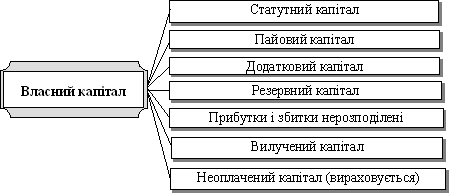 Статутний капітал
Пайовий капітал
Додатковий капітал
Власний капітал
Резервний капітал
Прибутки і збитки нерозподілені
Вилучений капітал
Неоплачений капітал (вираховується)